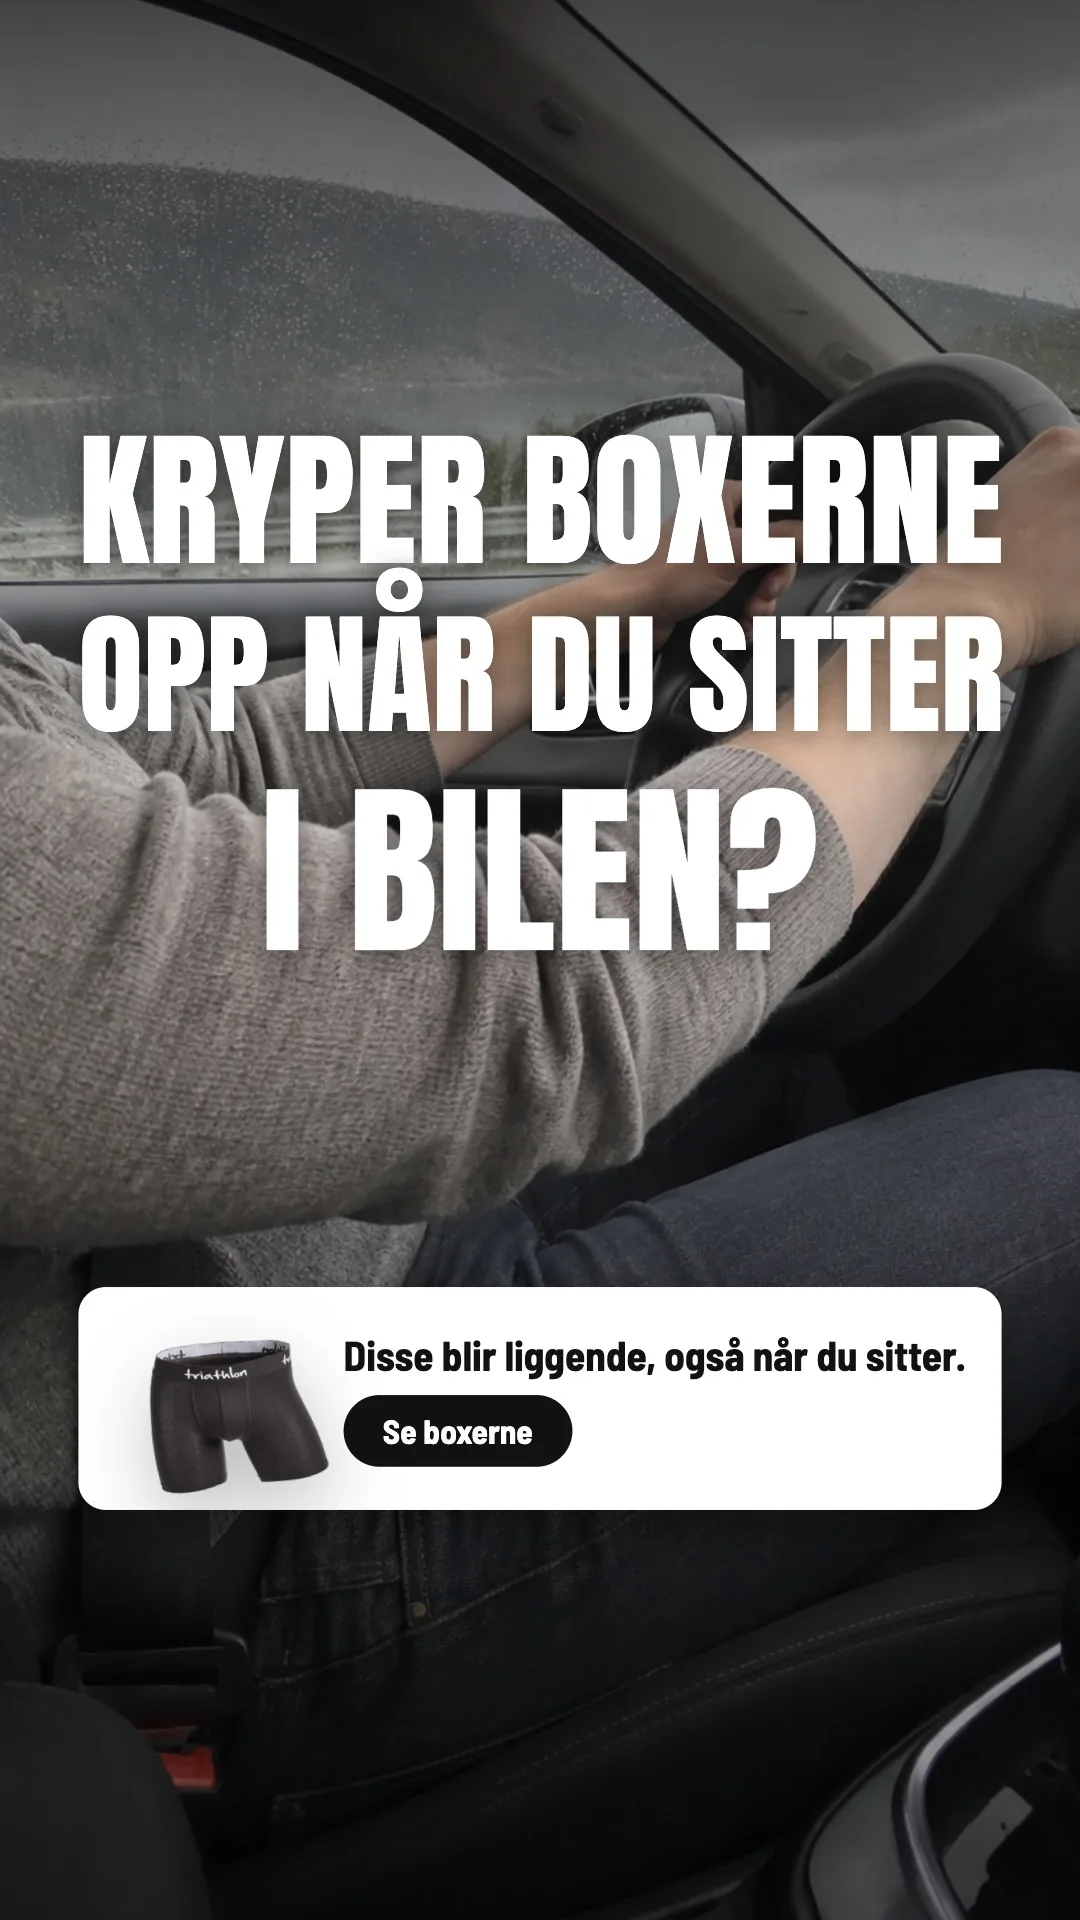 KRYPER BOXERNE
OPP NÅR DU SITTER
I BILEN?
Disse blir liggende, også når du sitter.
triathlon
Se boxerne